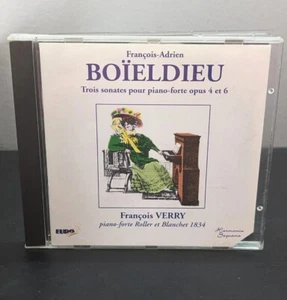 François-Adrien
BOÏELDIEU
Trois sonates pour piano-forte opus 4 et 6
François VERRY
piano-forte Roller et Blanchet 1834